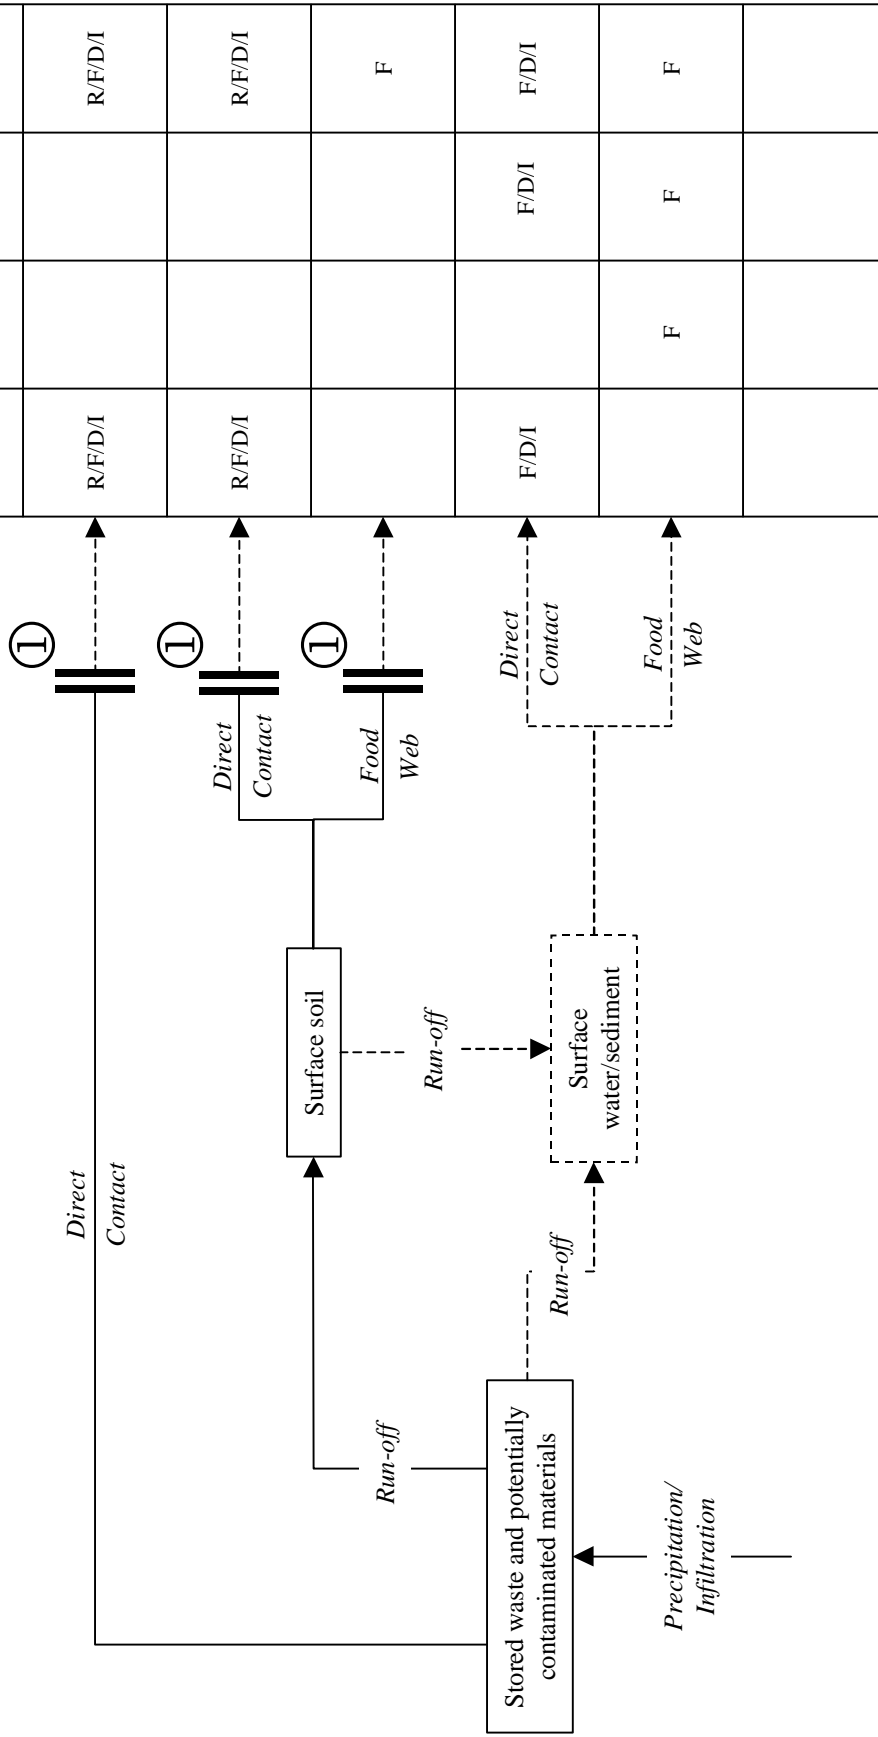 Stored waste and potentially
contaminated materials
Precipitation/
Infiltration
Run-off
Run-off
Surface soil
Run-off
Surface
water/sediment
Direct
Contact
Direct
Contact
Food
Web
Direct
Contact
Food
Web
①
①
①
R/F/D/I
R/F/D/I
R/F/D/I
R/F/D/I
F
F/D/I
F/D/I
F/D/I
F
F
F